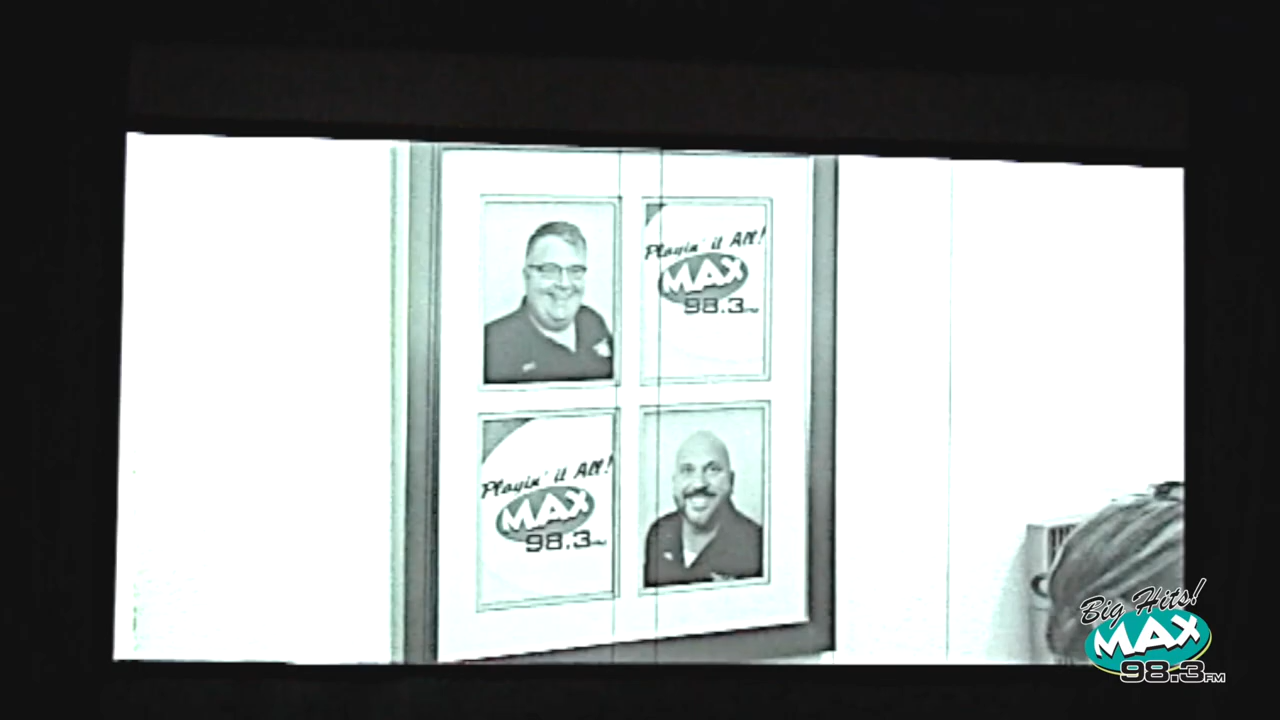 Playin' it All!
MAX
98.3FM
Playin' it All!
MAX
98.3FM
Big Hits!
MAX
98.3FM